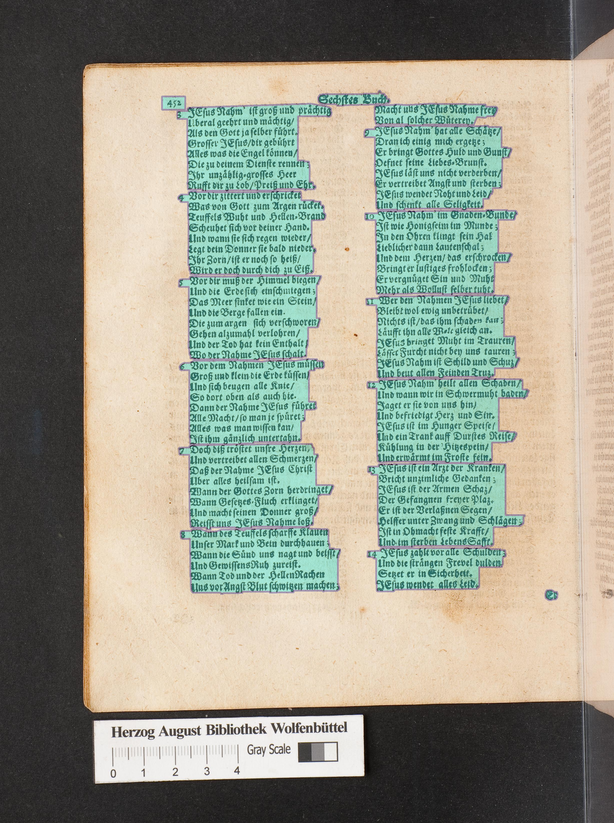 452
Sechstes Buch.
3 JEsus Nahm' ist groß und prächtig
Uberal geehrt und mächtig/
Als den Gott ja selber führt.
Grosser JEsus/ dir gebührt
Alles was die Engel können/
Die zu deinem Dienste rennen;
Ihr unzählig-grosses Heer
Rufft dir zu Lob/ Preiß und Ehr.
4 Vor dir zittert und erschricket
Was von Gott zum Argen rücket.
Teuffels Wuht und Hellen-Brand
Scheuhet sich vor deiner Hand.
Und wann sie sich regen wieder/
Legt dein Donner sie bald nieder.
Ihr Zorn/ ist er noch so heiß/
Wird er doch durch dich zu Eiß.
5 Vor dir muß der Himmel biegen
Und die Erde sich einschmiegen;
Das Meer sinket wie ein Stein/
Und die Berge fallen ein.
Die zum argen sich verschworen/
Gehen alzumahl verlohren/
Und der Tod hat kein Enthalt/
Wo der Nahme JEsus schalt.
6 Vor dem Nahmen JEsus müssen
Groß und klein die Erde küssen/
Und sich beugen alle Knie/
So dort oben als auch hie.
Dann der Nahme JEsus führet
Alle Macht/ so man je spüret;
Alles was man wissen kan/
Ist ihm gänzlich unterthan.
7 Doch diß tröstet unsre Herzen/
Und vertreibet allen Schmerzen/
Daß der Nahme JEsus Christ
Uber alles heilsam ist.
Wann der Gottes Zorn herdringet/
Wann Gesetzes-Fluch erklinget/
Und macht seinen Donner groß/
Reisst uns JEsus Nahme loß.
8 Wann des Teufels scharffe Klauen
Unser Mark und Bein durchhauen;
Wann die Sünd uns nagt und beisst/
Und GewissensRuh zureist.
Wann Tod und der HellenRachen
Uns vor Angst Blut schwitzen machen;
Macht uns JEsus Nahme frey
Von al solcher Wüterey.
9 JEsus Nahm' hat alle Schätze/
Dran ich einig mich ergetze;
Er bringt Gottes Huld und Gunst/
Oefnet seine Liebes-Brunst.
JEsus läst uns nicht verderben/
Er vertreibet Angst und sterben;
JEsus wendet Noht und Leid/
Und schenkt alle Seligkeit.
10 JEsus Nahm' im Gnaden-Bunde
Ist wie Honigseim im Munde;
In den Ohren klingt sein Hal
Lieblicher dann Lautenschal;
Und dem Herzen/ das erschrocken/
Bringt er lustiges frohlocken;
Er vergnüget Sin und Muht
Mehr als Wollust selber tuht.
11 Wer den Nahmen JEsus liebet/
Bleibt wol ewig unbetrübet/
Nichts ist/ das ihm schaden kan;
Läufft ihn alle Welt gleich an.
JEsus bringet Muht im Trauren/
Lässet Furcht nicht bey uns tauren;
JEsus Nahm ist Schild und Schutz/
Und beut allen Feinden Trutz.
12 JEsus Nahm' heilt allen Schaden/
Und wann wir in Schwermuht baden/
Jaget er sie von uns hin/
Und befriedigt Herz und Sin.
JEsus ist im Hunger Speise/
Und ein Trank auff Durstes Reise/
Kühlung in der Hitzespein/
Und erwärmt im Froste fein.
13 JEsus ist ein Arzt der Kranken/
Bricht unzimliche Gedanken;
JEsus ist der Armen Schaz/
Der Gefangnen freyer Plaz.
Er ist der Verlaßnen Segen/
Helffer unter Zwang und Schlägen;
Ist in Ohmacht feste Krafft/
Und im sterben LebensSafft.
14 JEsus zahlt vor alle Schulden;
Und die strängen Frevel dulden
Setzet er in Sicherheit.
JEsus wendet alles Leid.
Herzog August Bibliothek Wolfenbüttel
Gray Scale
0 1 2 3 4